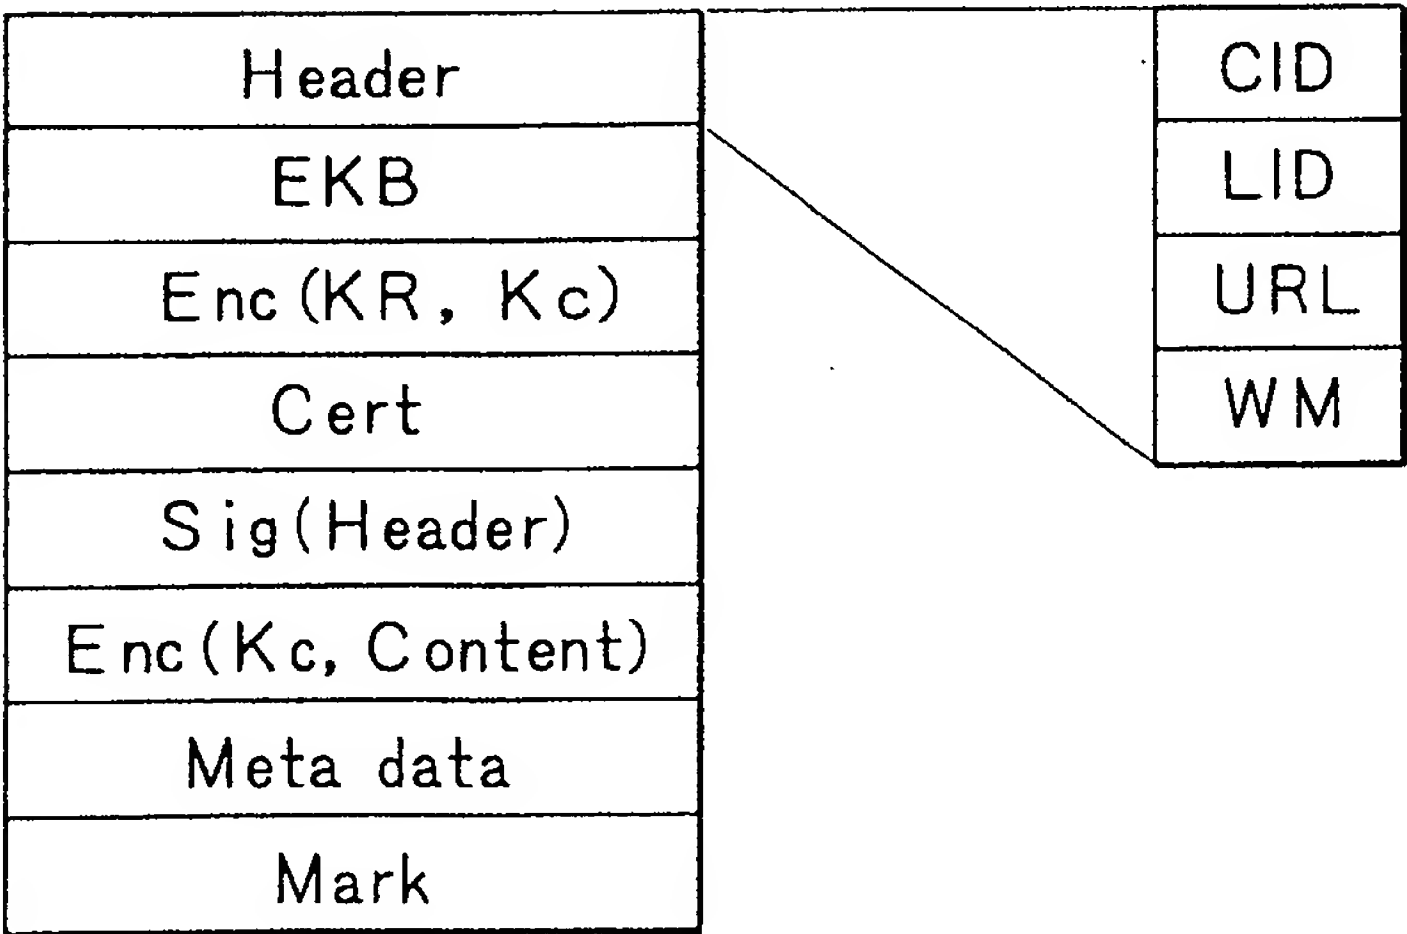 Header
EKB
Enc(KR, Kc)
Cert
Sig(Header)
Enc(Kc, Content)
Meta data
Mark
CID
LID
URL
WM